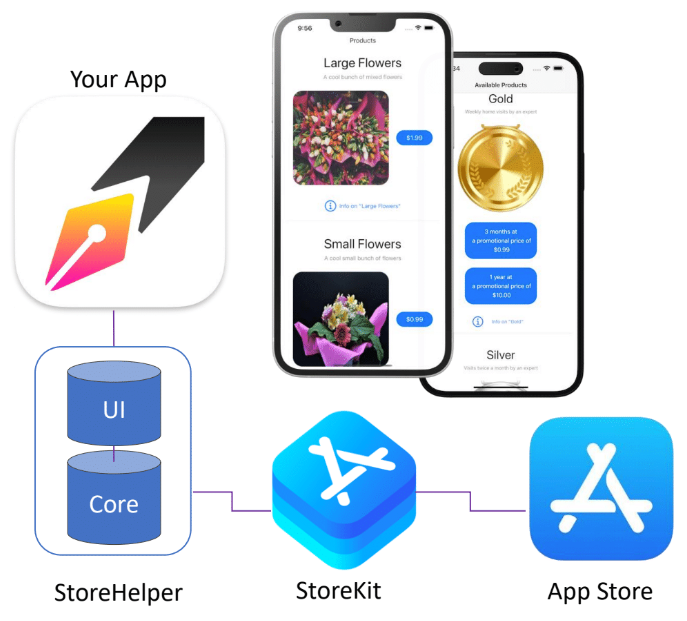 Your App
UI
Core
StoreHelper
StoreKit
App Store
9:56
Products
Large Flowers
A cool bunch of mixed flowers
$1.99
Info on "Large Flowers"
Small Flowers
A cool small bunch of flowers
$0.99
34
Available Products
Gold
Weekly home visits by an expert
3 months at
a promotional price of
$0.99
1 year at
a promotional price of
$10.00
Info on "Gold"
Silver
Visits twice a month by an expert